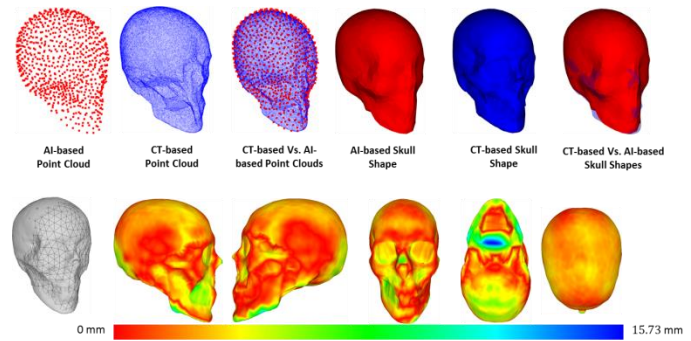 AI-based
Point Cloud
CT-based
Point Cloud
CT-based Vs. AI-
based Point Clouds
AI-based Skull
Shape
CT-based Skull
Shape
CT-based Vs. AI-based
Skull Shapes
0 mm
15.73 mm